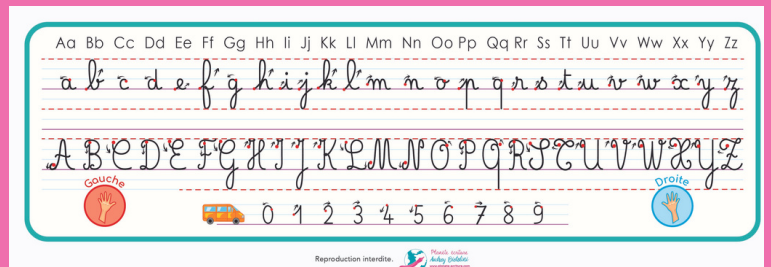 Aa Bb Cc Dd Ee Ff Gg Hh Ii Jj Kk Ll Mm Nn Oo Pp Qq Rr Ss Tt Uu Vv Ww Xx Yy Zz
a b c d e f g h i j k l m n o p q r s t u v w x y z
A B C D E F G H I J K L M N O P Q R S T U V W X Y Z
Gauche
Droite
0 1 2 3 4 5 6 7 8 9
Reproduction interdite.
Planète écriture